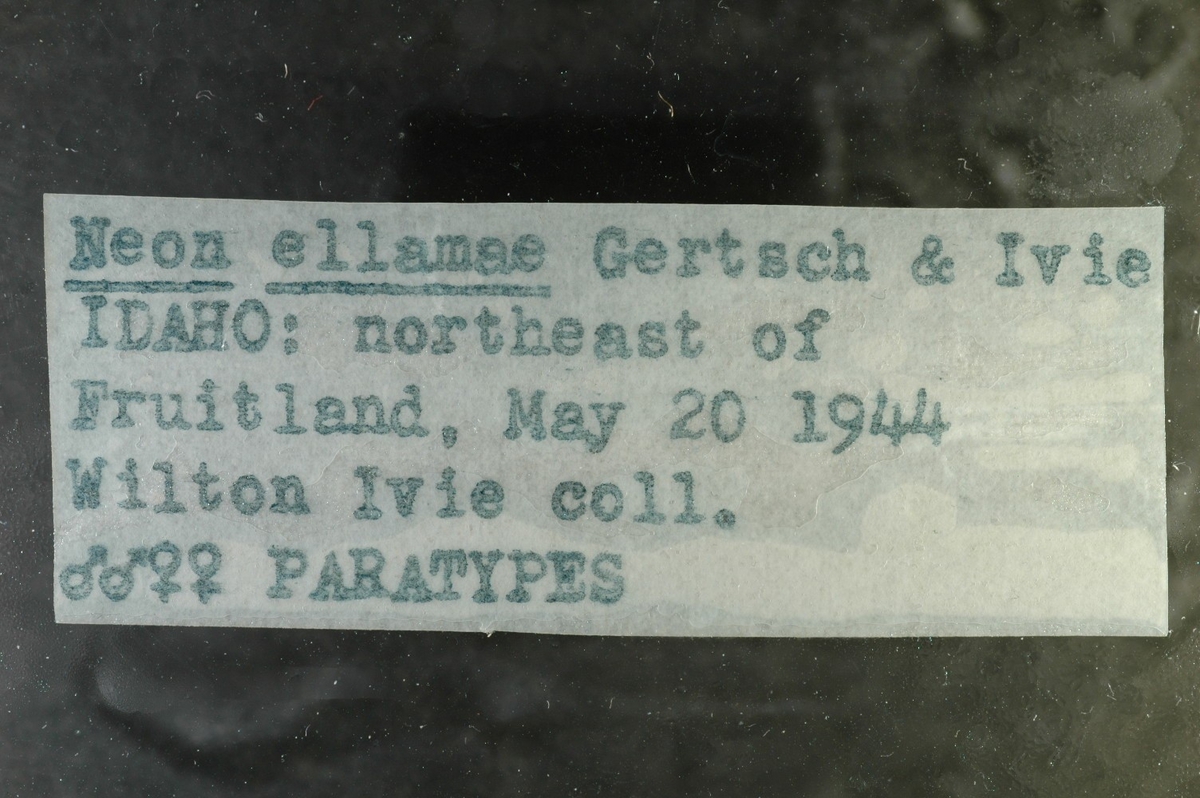 Neon ellamae Gertsch & Ivie
IDAHO: northeast of
Fruitland, May 20 1944
Wilton Ivie coll.
♂♂♀♀ PARATYPES